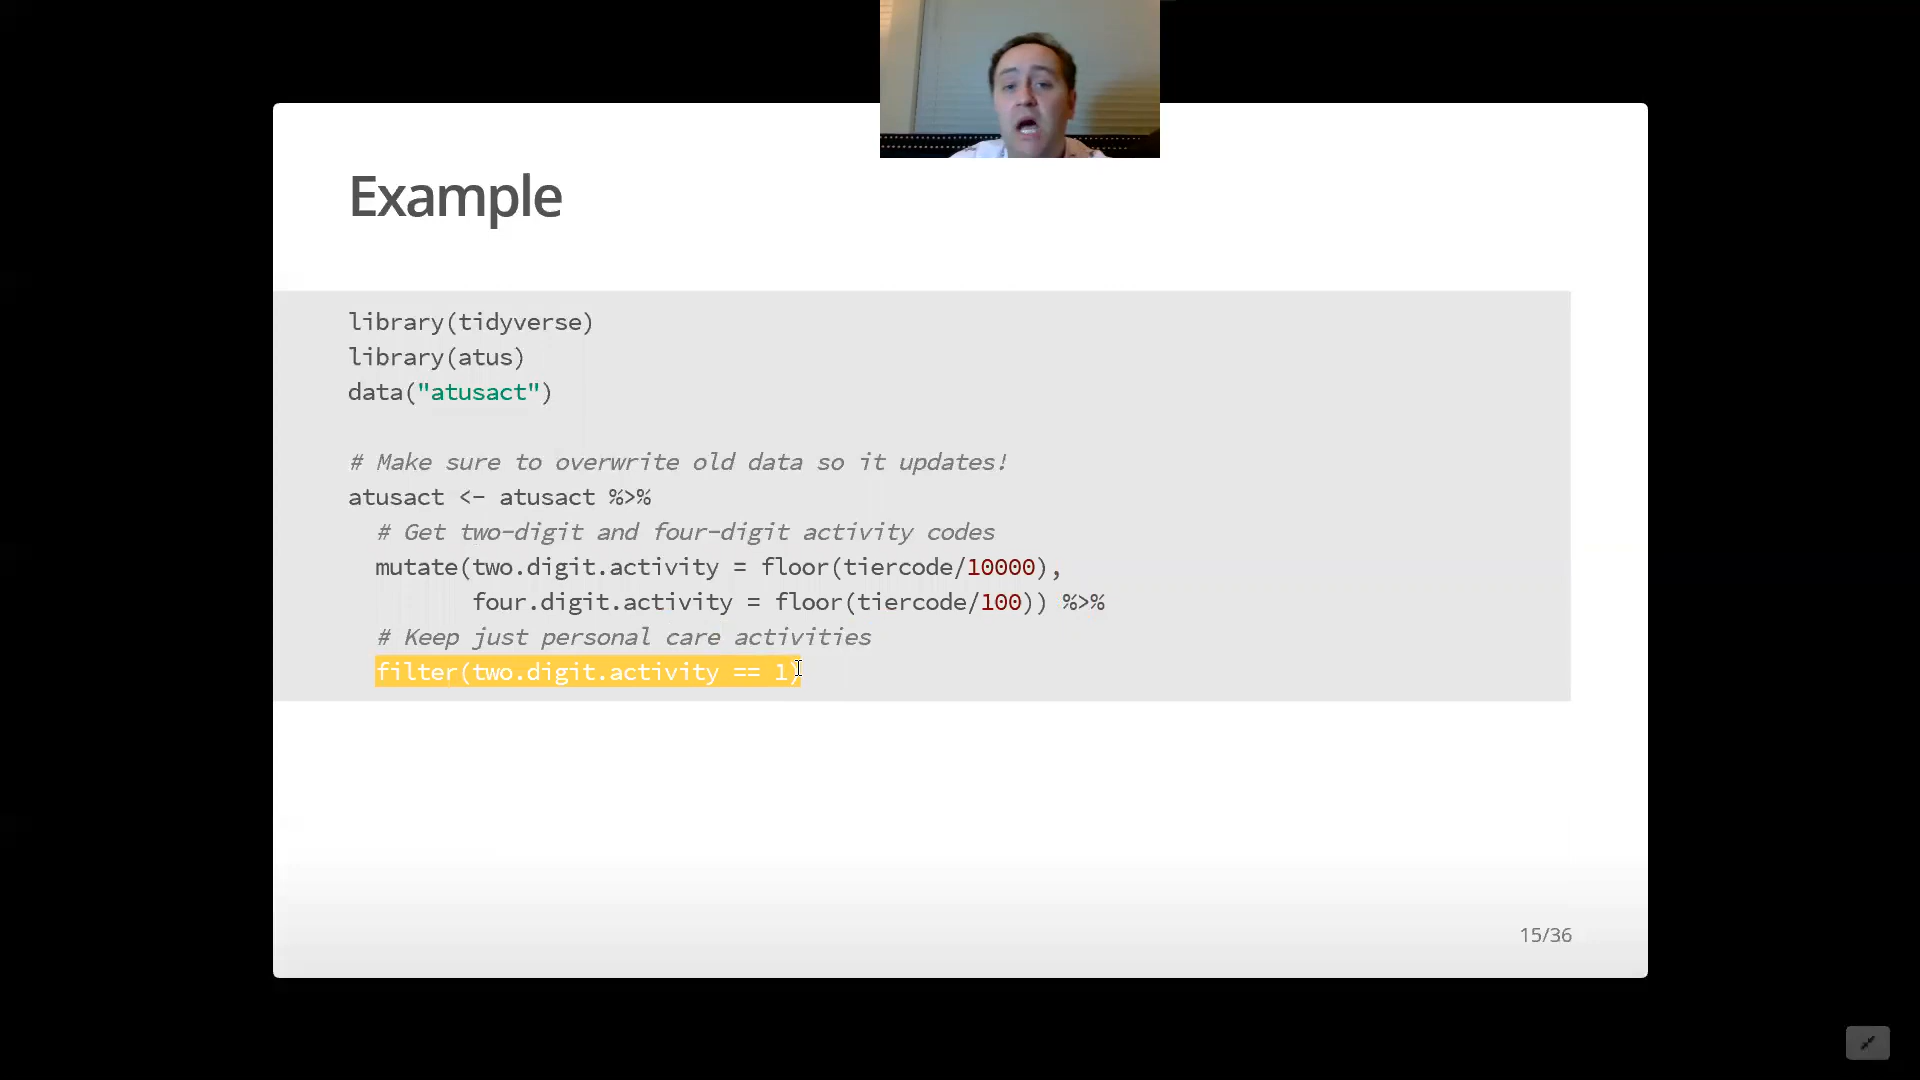 Example
library(tidyverse)
library(atus)
data("atusact")
# Make sure to overwrite old data so it updates!
atusact <- atusact %>%
# Get two-digit and four-digit activity codes
mutate(two.digit.activity = floor(tiercode/10000),
four.digit.activity = floor(tiercode/100)) %>%
# Keep just personal care activities
filter(two.digit.activity == 1)
15/36